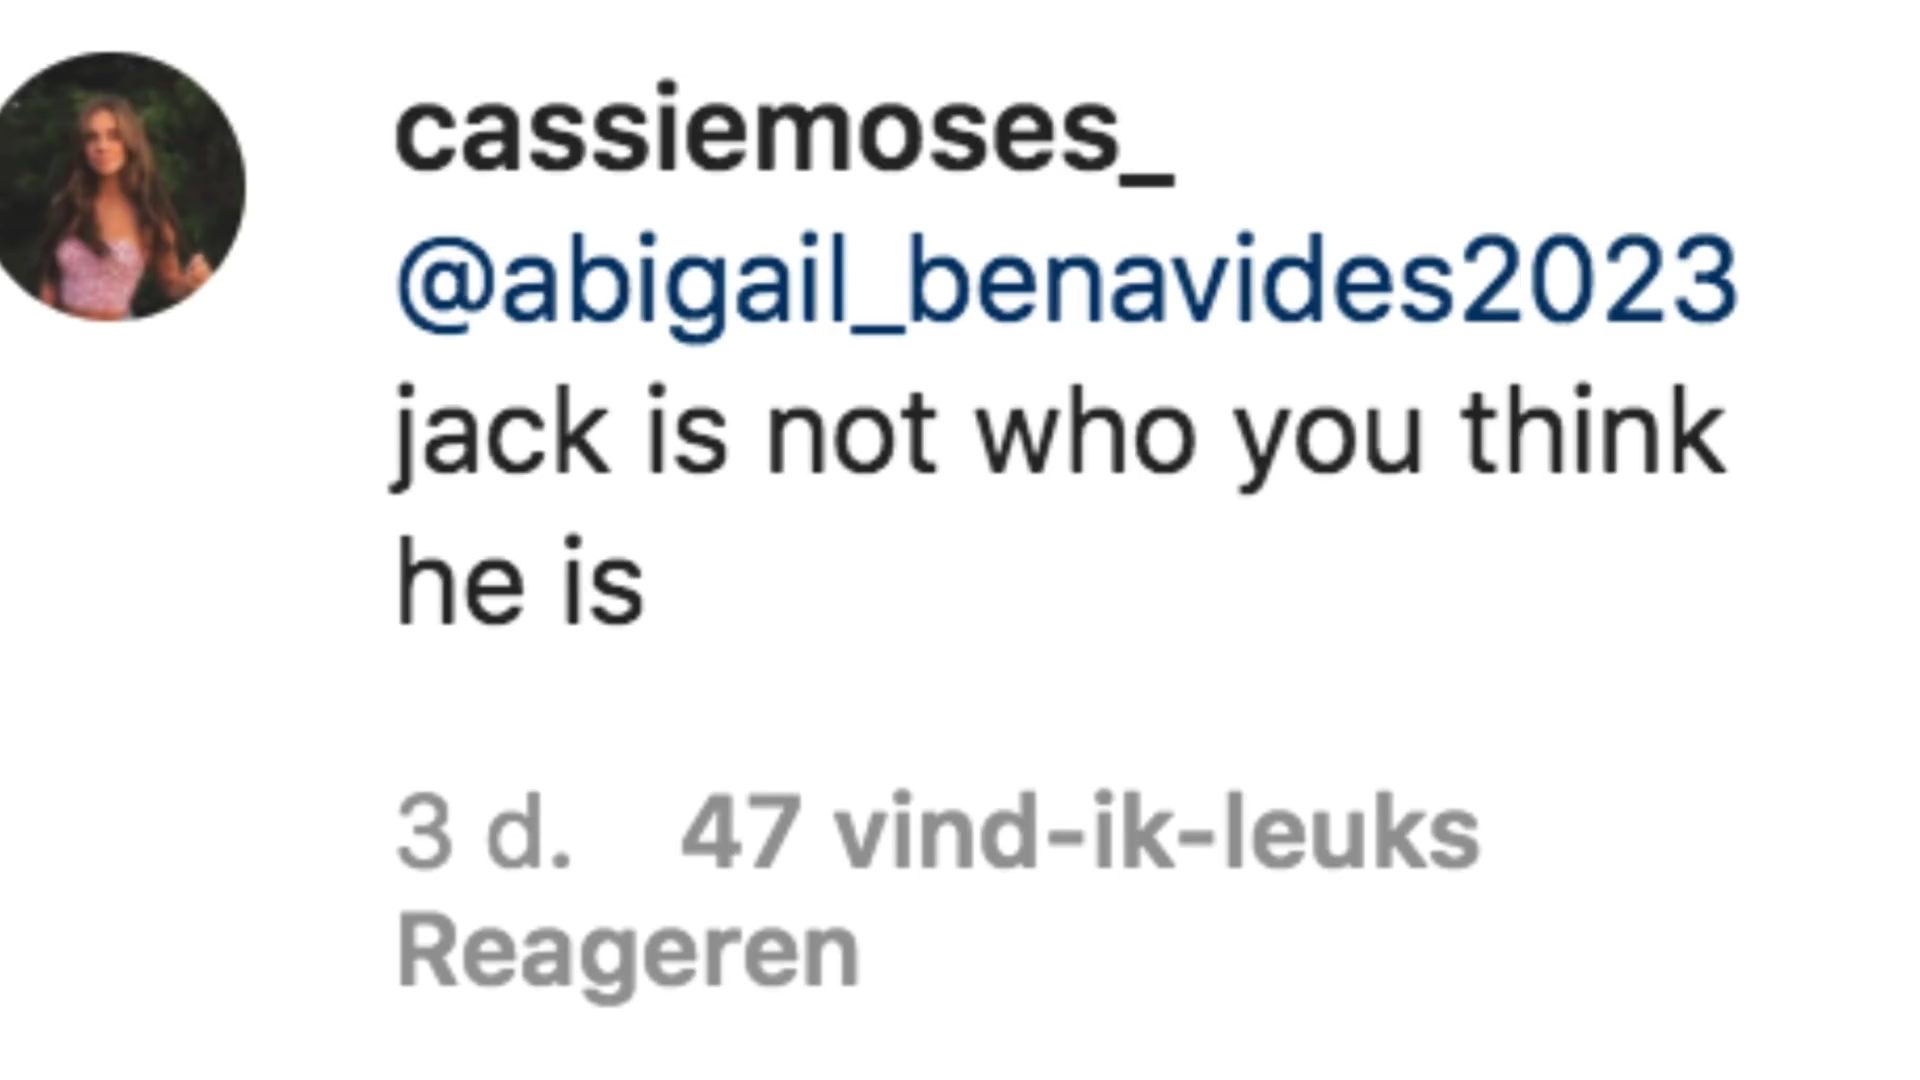 cassiemoses_
@abigail_benavides2023
jack is not who you think
he is
3 d. 47 vind-ik-leuks
Reageren